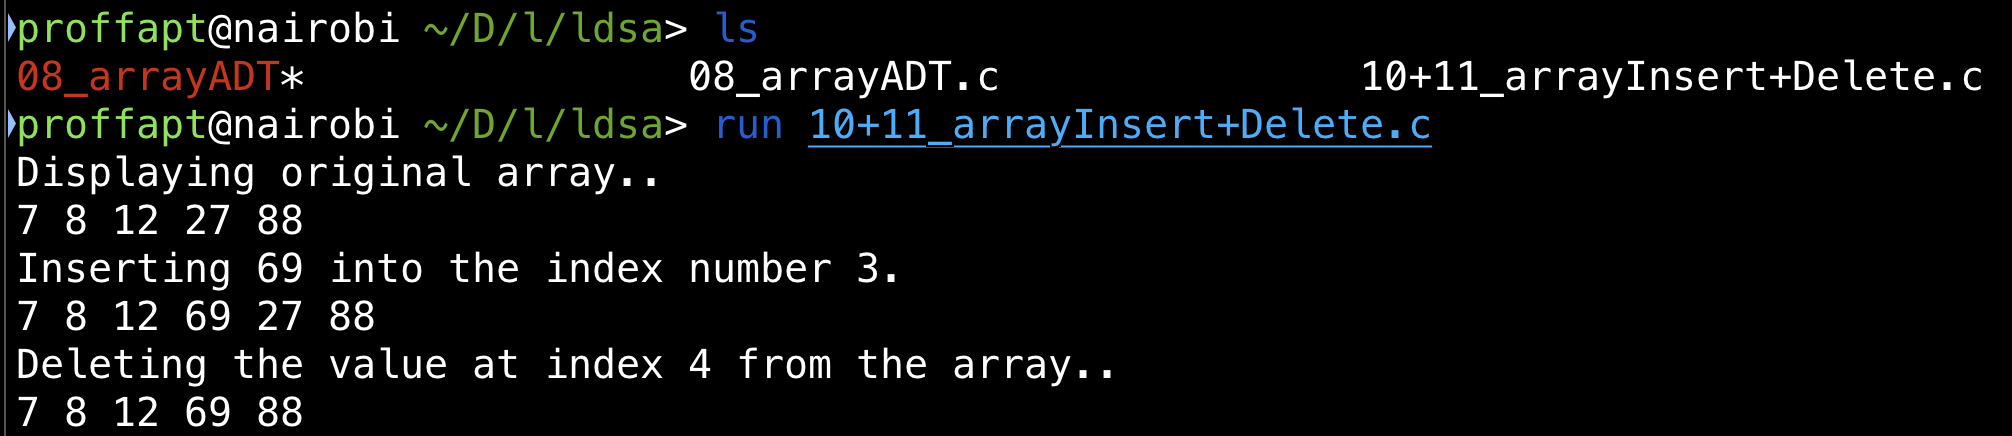 proffapt@nairobi ~/D/l/ldsa> ls
08_arrayADT* 08_arrayADT.c 10+11_arrayInsert+Delete.c
proffapt@nairobi ~/D/l/ldsa> run 10+11_arrayInsert+Delete.c
Displaying original array..
7 8 12 27 88
Inserting 69 into the index number 3.
7 8 12 69 27 88
Deleting the value at index 4 from the array..
7 8 12 69 88